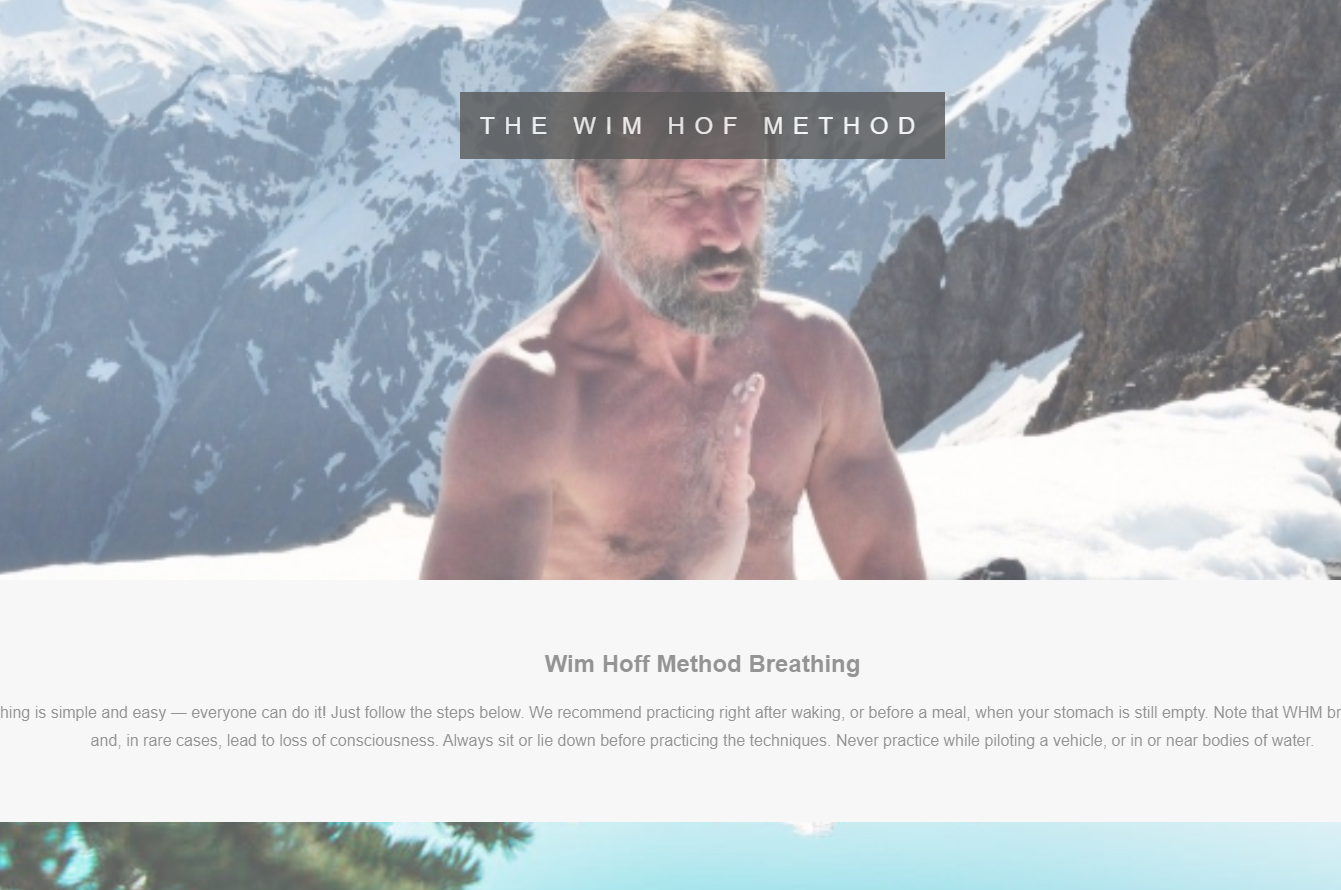 THE WIM HOF METHOD
Wim Hoff Method Breathing
hing is simple and easy — everyone can do it! Just follow the steps below. We recommend practicing right after waking, or before a meal, when your stomach is still empty. Note that WHM br
and, in rare cases, lead to loss of consciousness. Always sit or lie down before practicing the techniques. Never practice while piloting a vehicle, or in or near bodies of water.